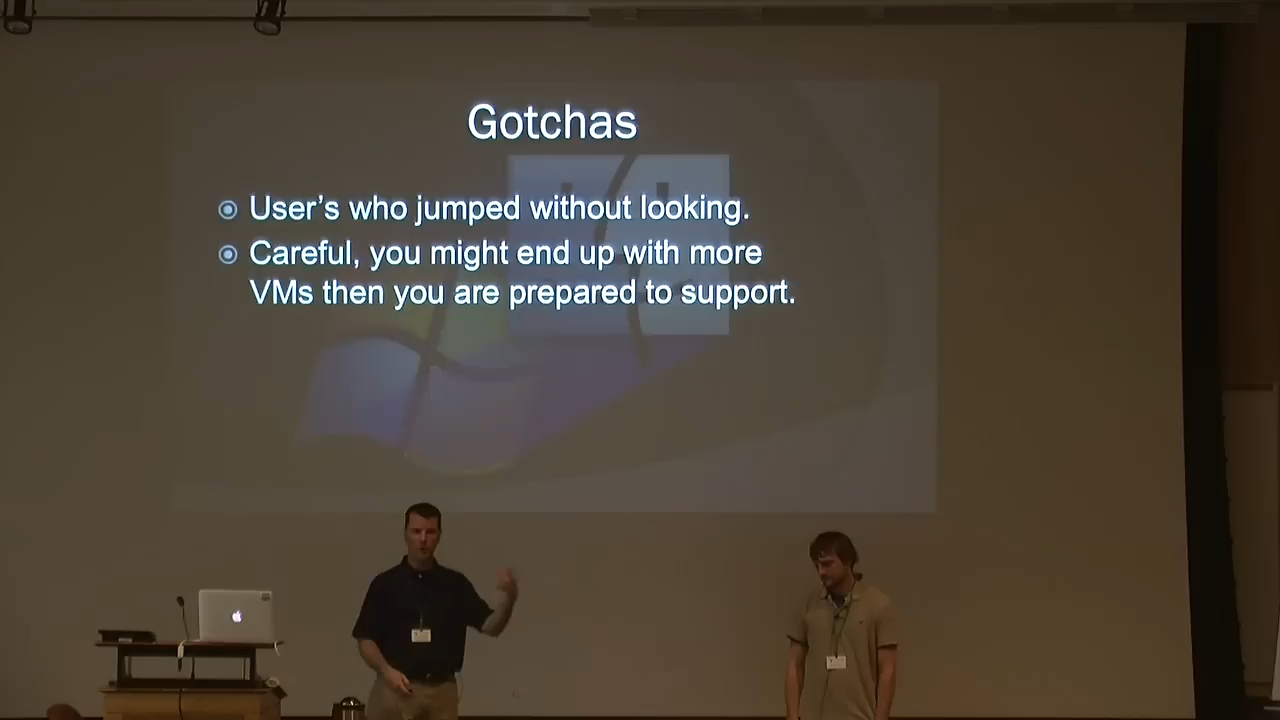 Gotchas
User's who jumped without looking.
Careful, you might end up with more
VMs then you are prepared to support.